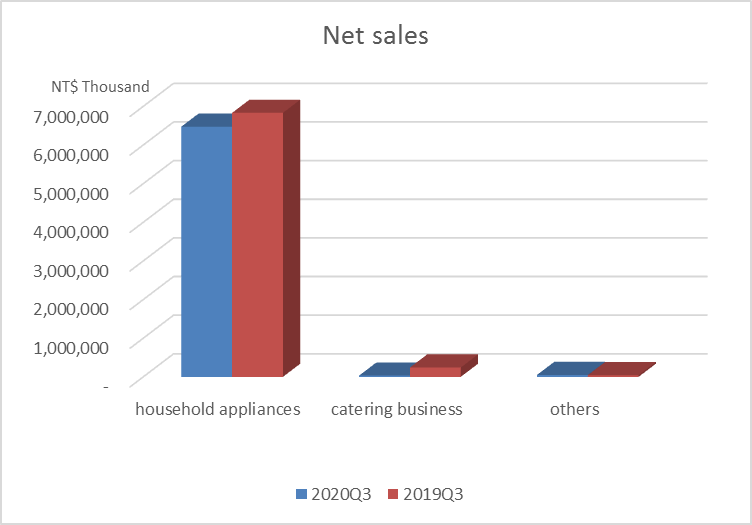 Net sales
NT$ Thousand
7,000,000
6,000,000
5,000,000
4,000,000
3,000,000
2,000,000
1,000,000
-
household appliances catering business others
2020Q3 2019Q3